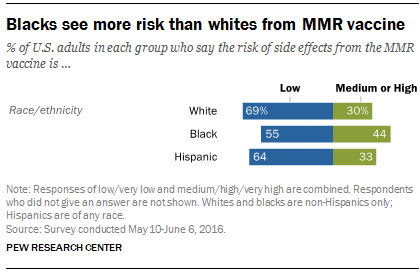 Blacks see more risk than whites from MMR vaccine
% of U.S. adults in each group who say the risk of side effects from the MMR
vaccine is ...
Low Medium or High
Race/ethnicity White 69% 30%
Black 55 44
Hispanic 64 33
Note: Responses of low/very low and medium/high/very high are combined. Respondents
who did not give an answer are not shown. Whites and blacks are non-Hispanics only;
Hispanics are of any race.
Source: Survey conducted May 10-June 6, 2016.
PEW RESEARCH CENTER